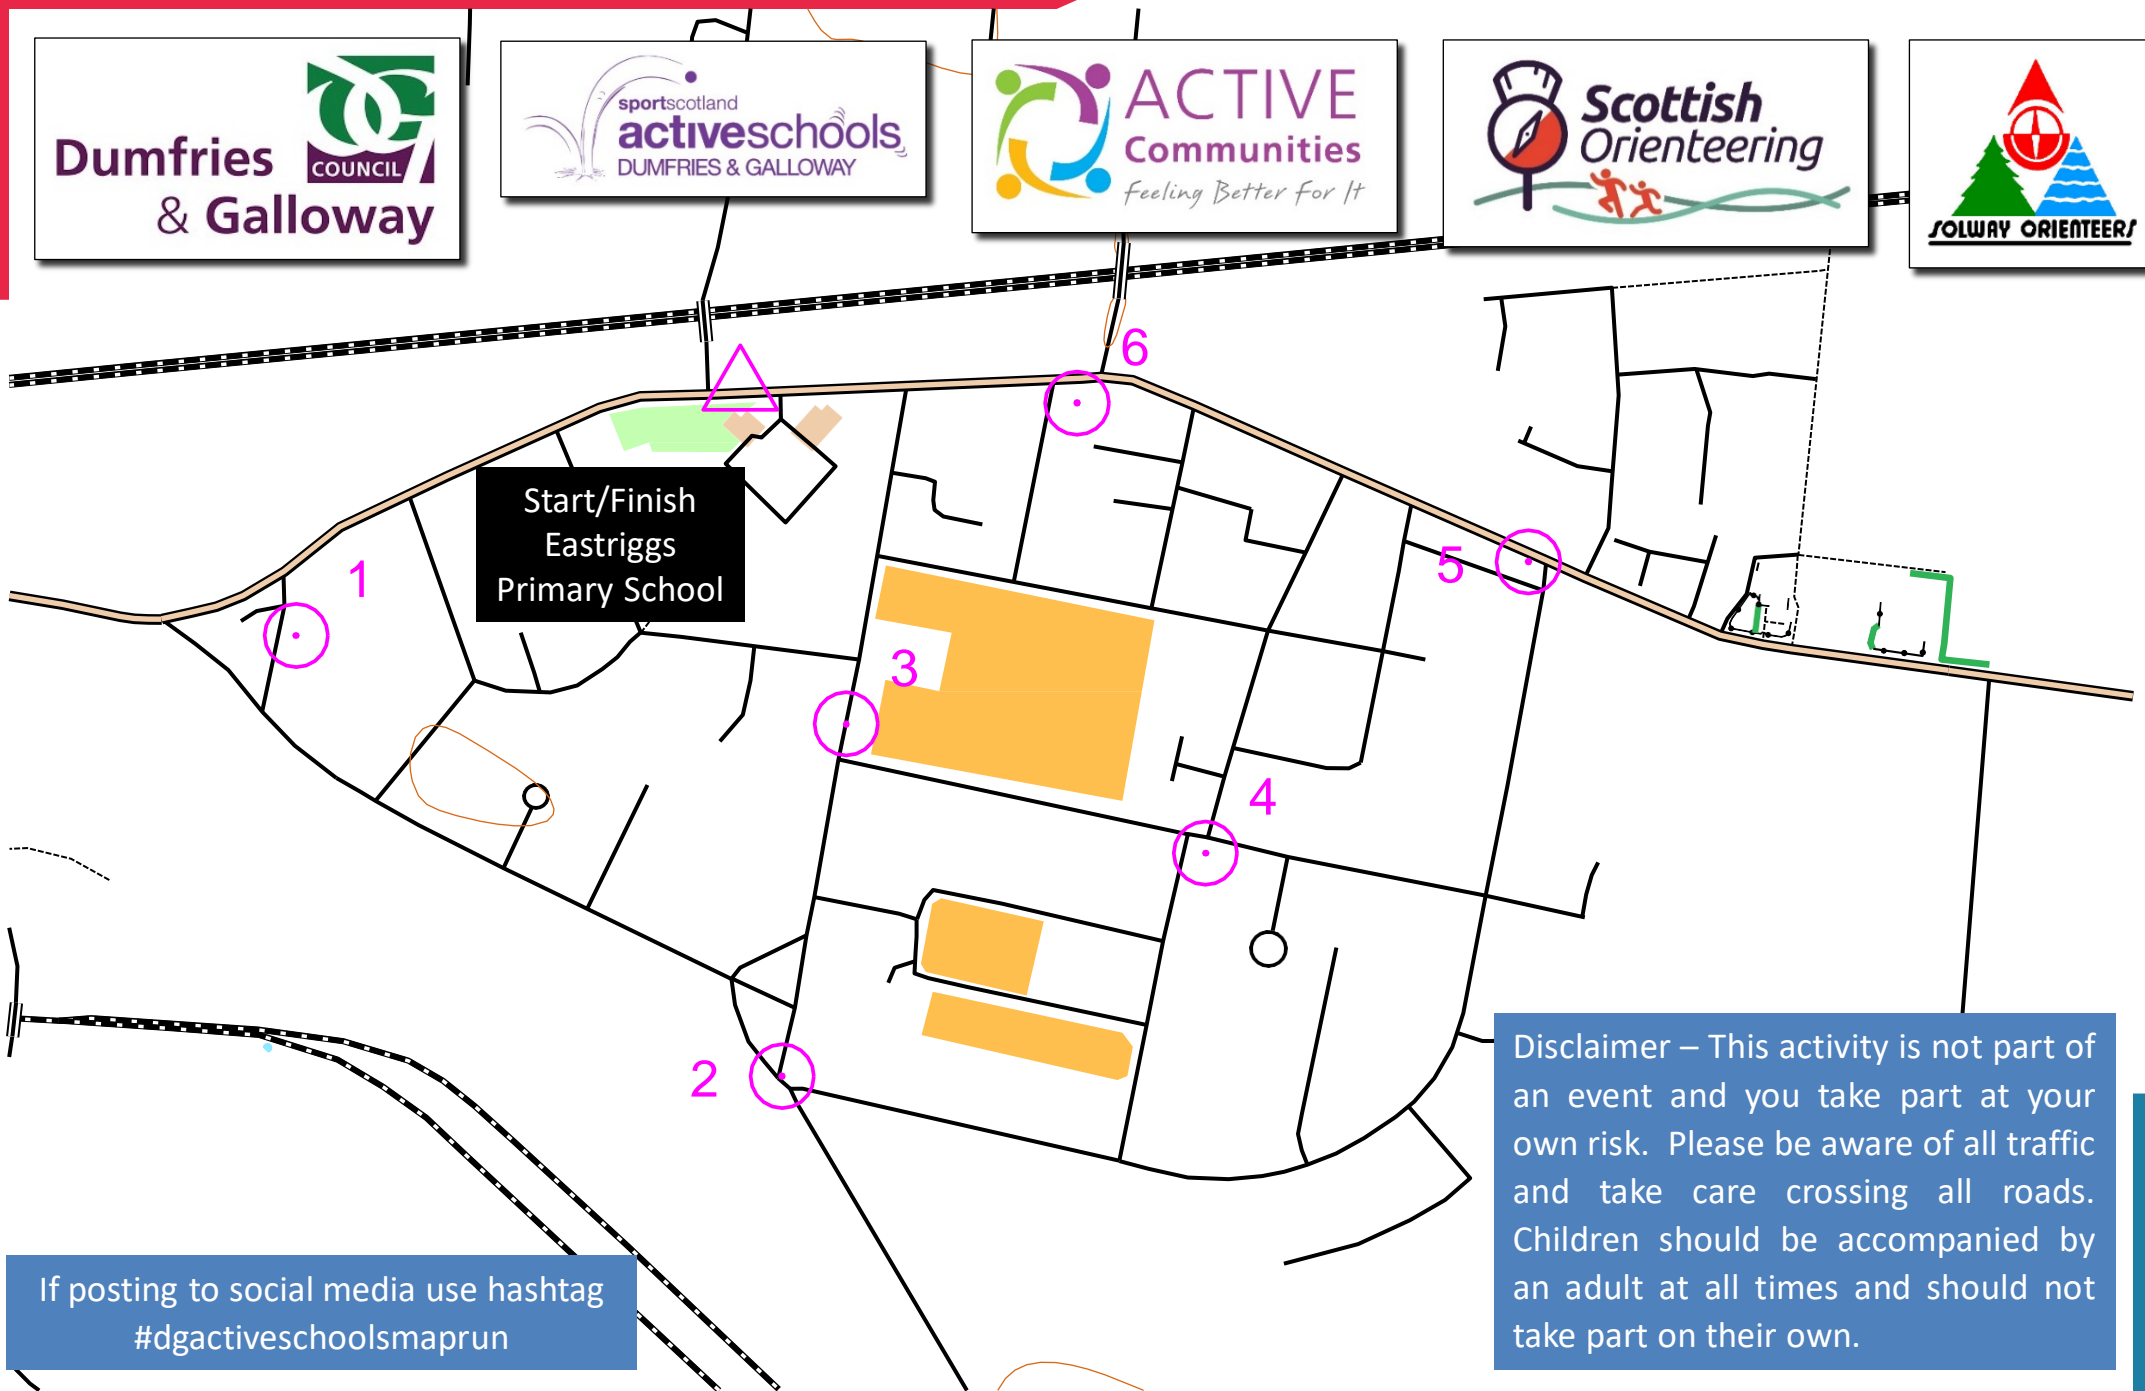 Dumfries
& Galloway
COUNCIL
sportscotland
activeschools
DUMFRIES & GALLOWAY
ACTIVE
Communities
Feeling Better For It
Scottish
Orienteering
SOLWAY ORIENTEERS
6
1
Start/Finish
Eastriggs
Primary School
5
3
4
2
Disclaimer – This activity is not part of
an event and you take part at your
own risk. Please be aware of all traffic
and take care crossing all roads.
Children should be accompanied by
an adult at all times and should not
take part on their own.
If posting to social media use hashtag
#dgactiveschoolsmaprun